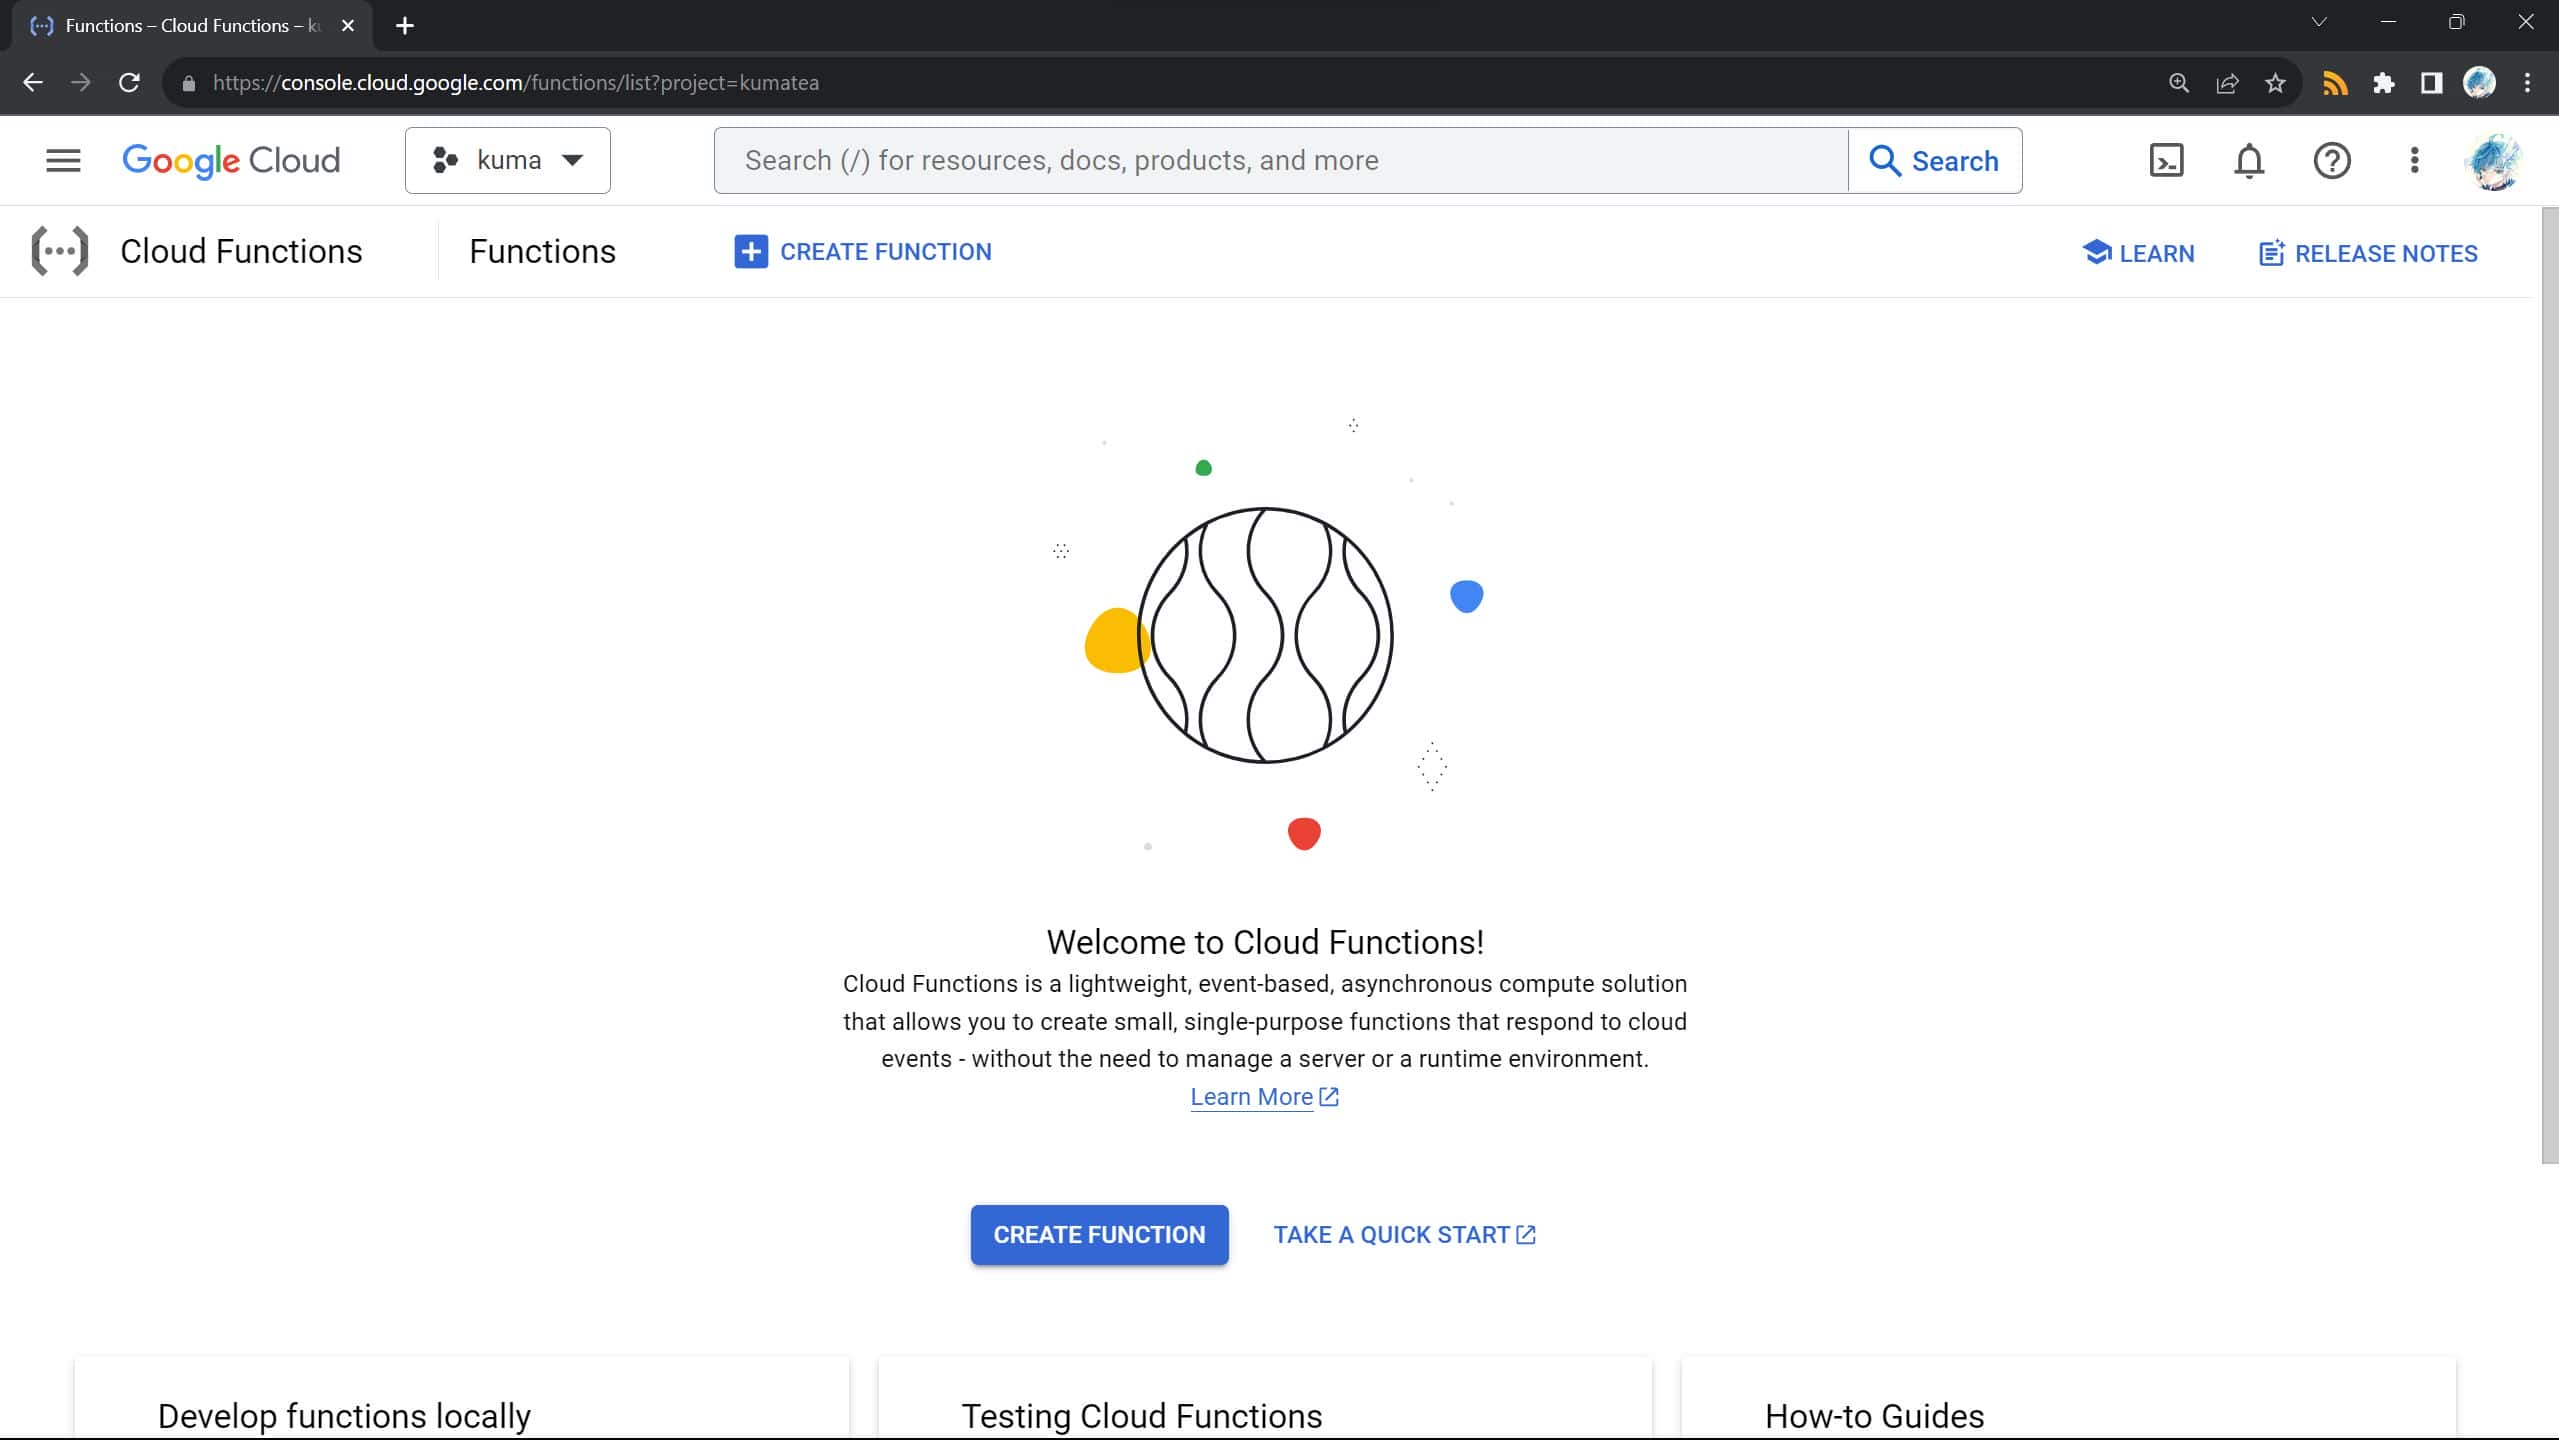 Functions – Cloud Functions – k
https://console.cloud.google.com/functions/list?project=kumatea
Google Cloud
kuma
Search (/) for resources, docs, products, and more
Search
Cloud Functions
Functions
CREATE FUNCTION
LEARN
RELEASE NOTES
Welcome to Cloud Functions!
Cloud Functions is a lightweight, event-based, asynchronous compute solution
that allows you to create small, single-purpose functions that respond to cloud
events - without the need to manage a server or a runtime environment.
Learn More
CREATE FUNCTION
TAKE A QUICK START
Develop functions locally
Testing Cloud Functions
How-to Guides